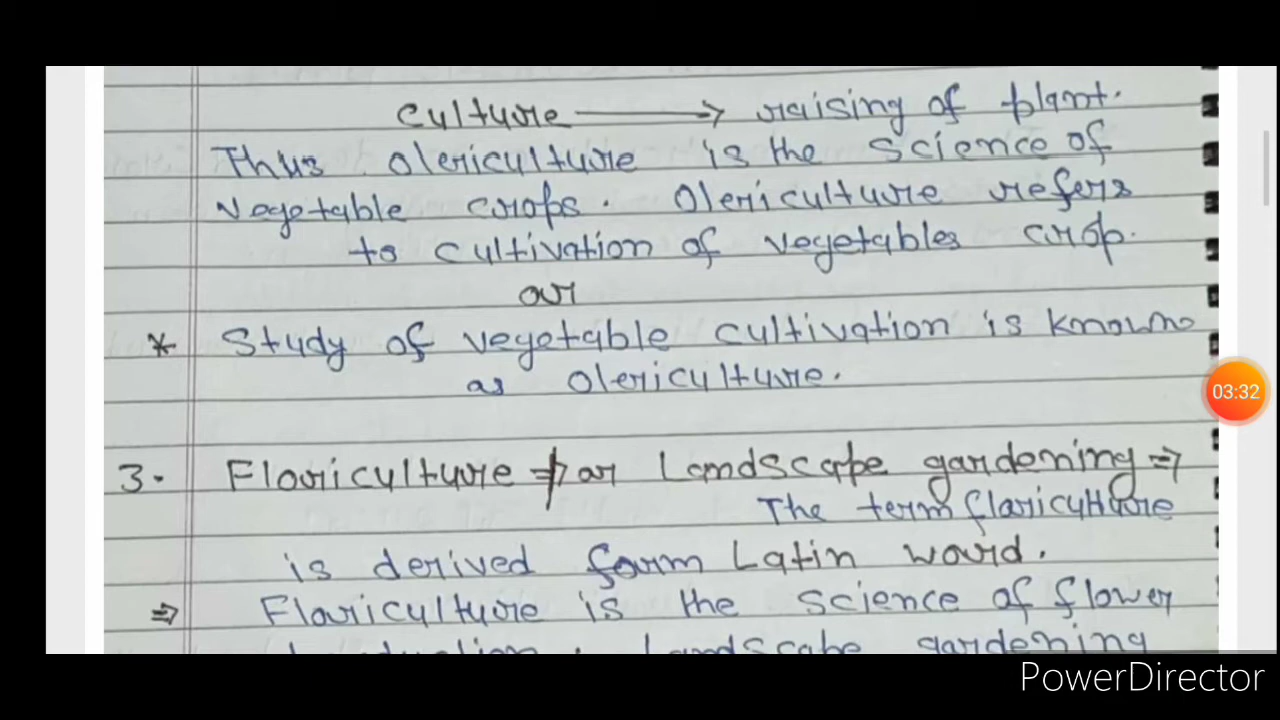 culture → raising of plant.
Thus olericulture is the science of
vegetable crops. Olericulture refers
to cultivation of vegetables crop.
or
* Study of vegetable cultivation is known
as olericulture.
03:32
3. Floriculture ⇒ or Landscape gardening ⇒
The term floriculture
is derived form Latin word.
⇒ Floriculture is the science of flower
Landscape gardening
PowerDirector